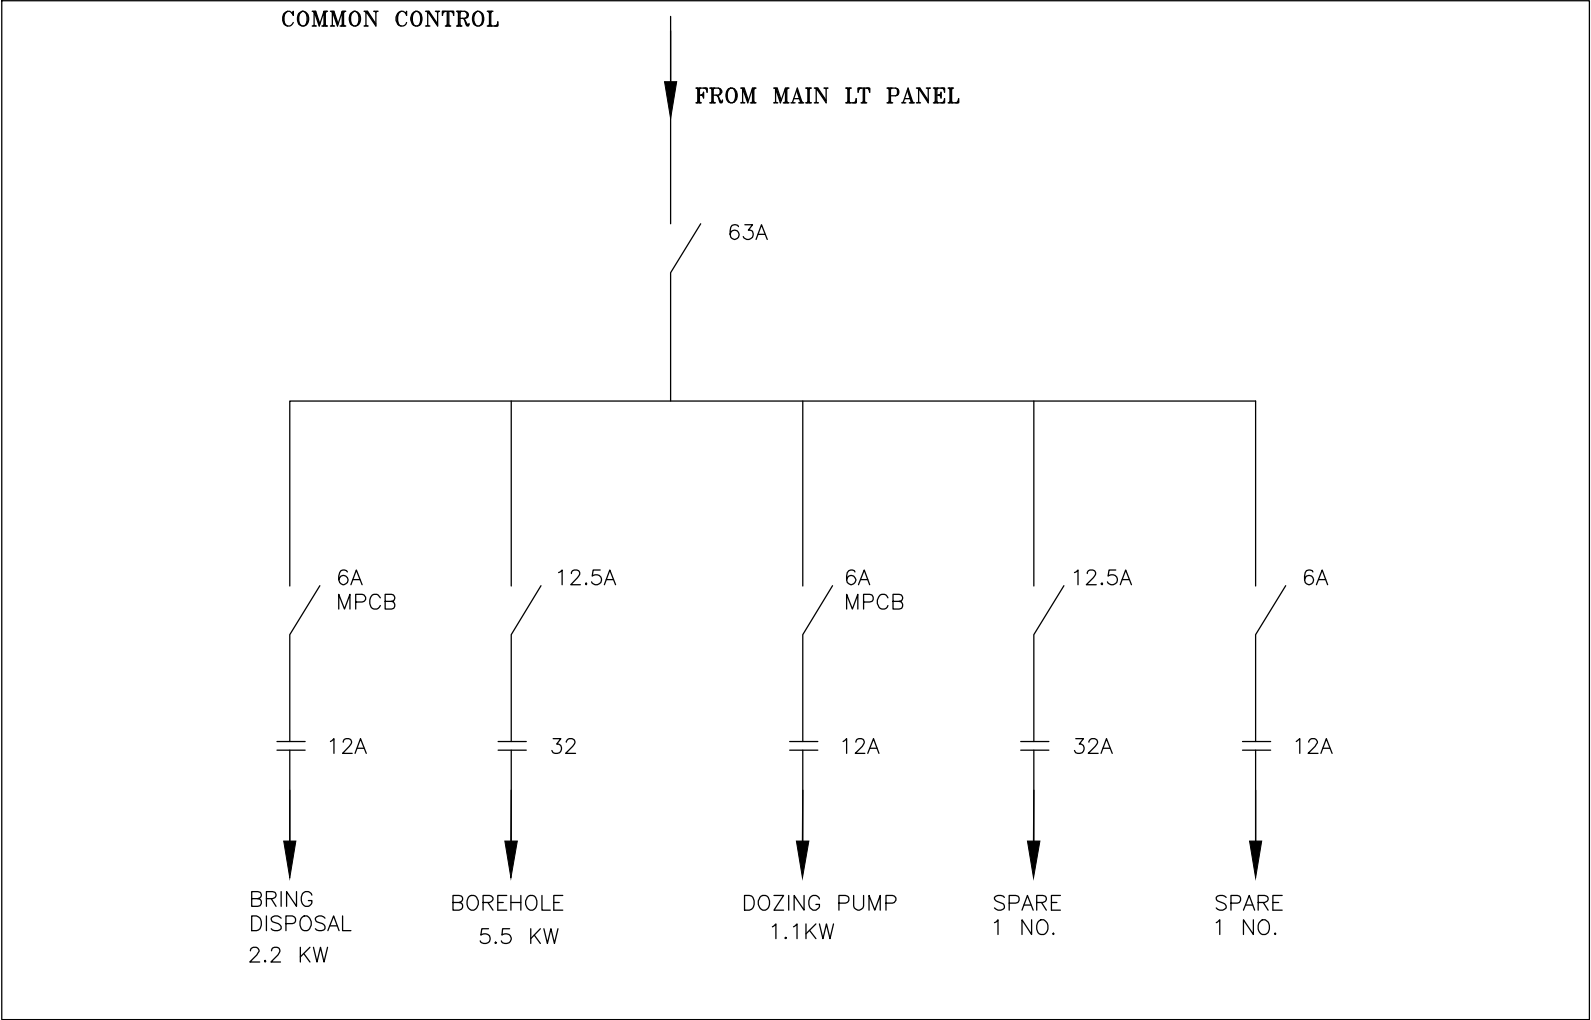 COMMON CONTROL
FROM MAIN LT PANEL
63A
6A
MPCB
12.5A
6A
MPCB
12.5A
6A
12A
32
12A
32A
12A
BRING
DISPOSAL
2.2 KW
BOREHOLE
5.5 KW
DOZING PUMP
1.1KW
SPARE
1 NO.
SPARE
1 NO.